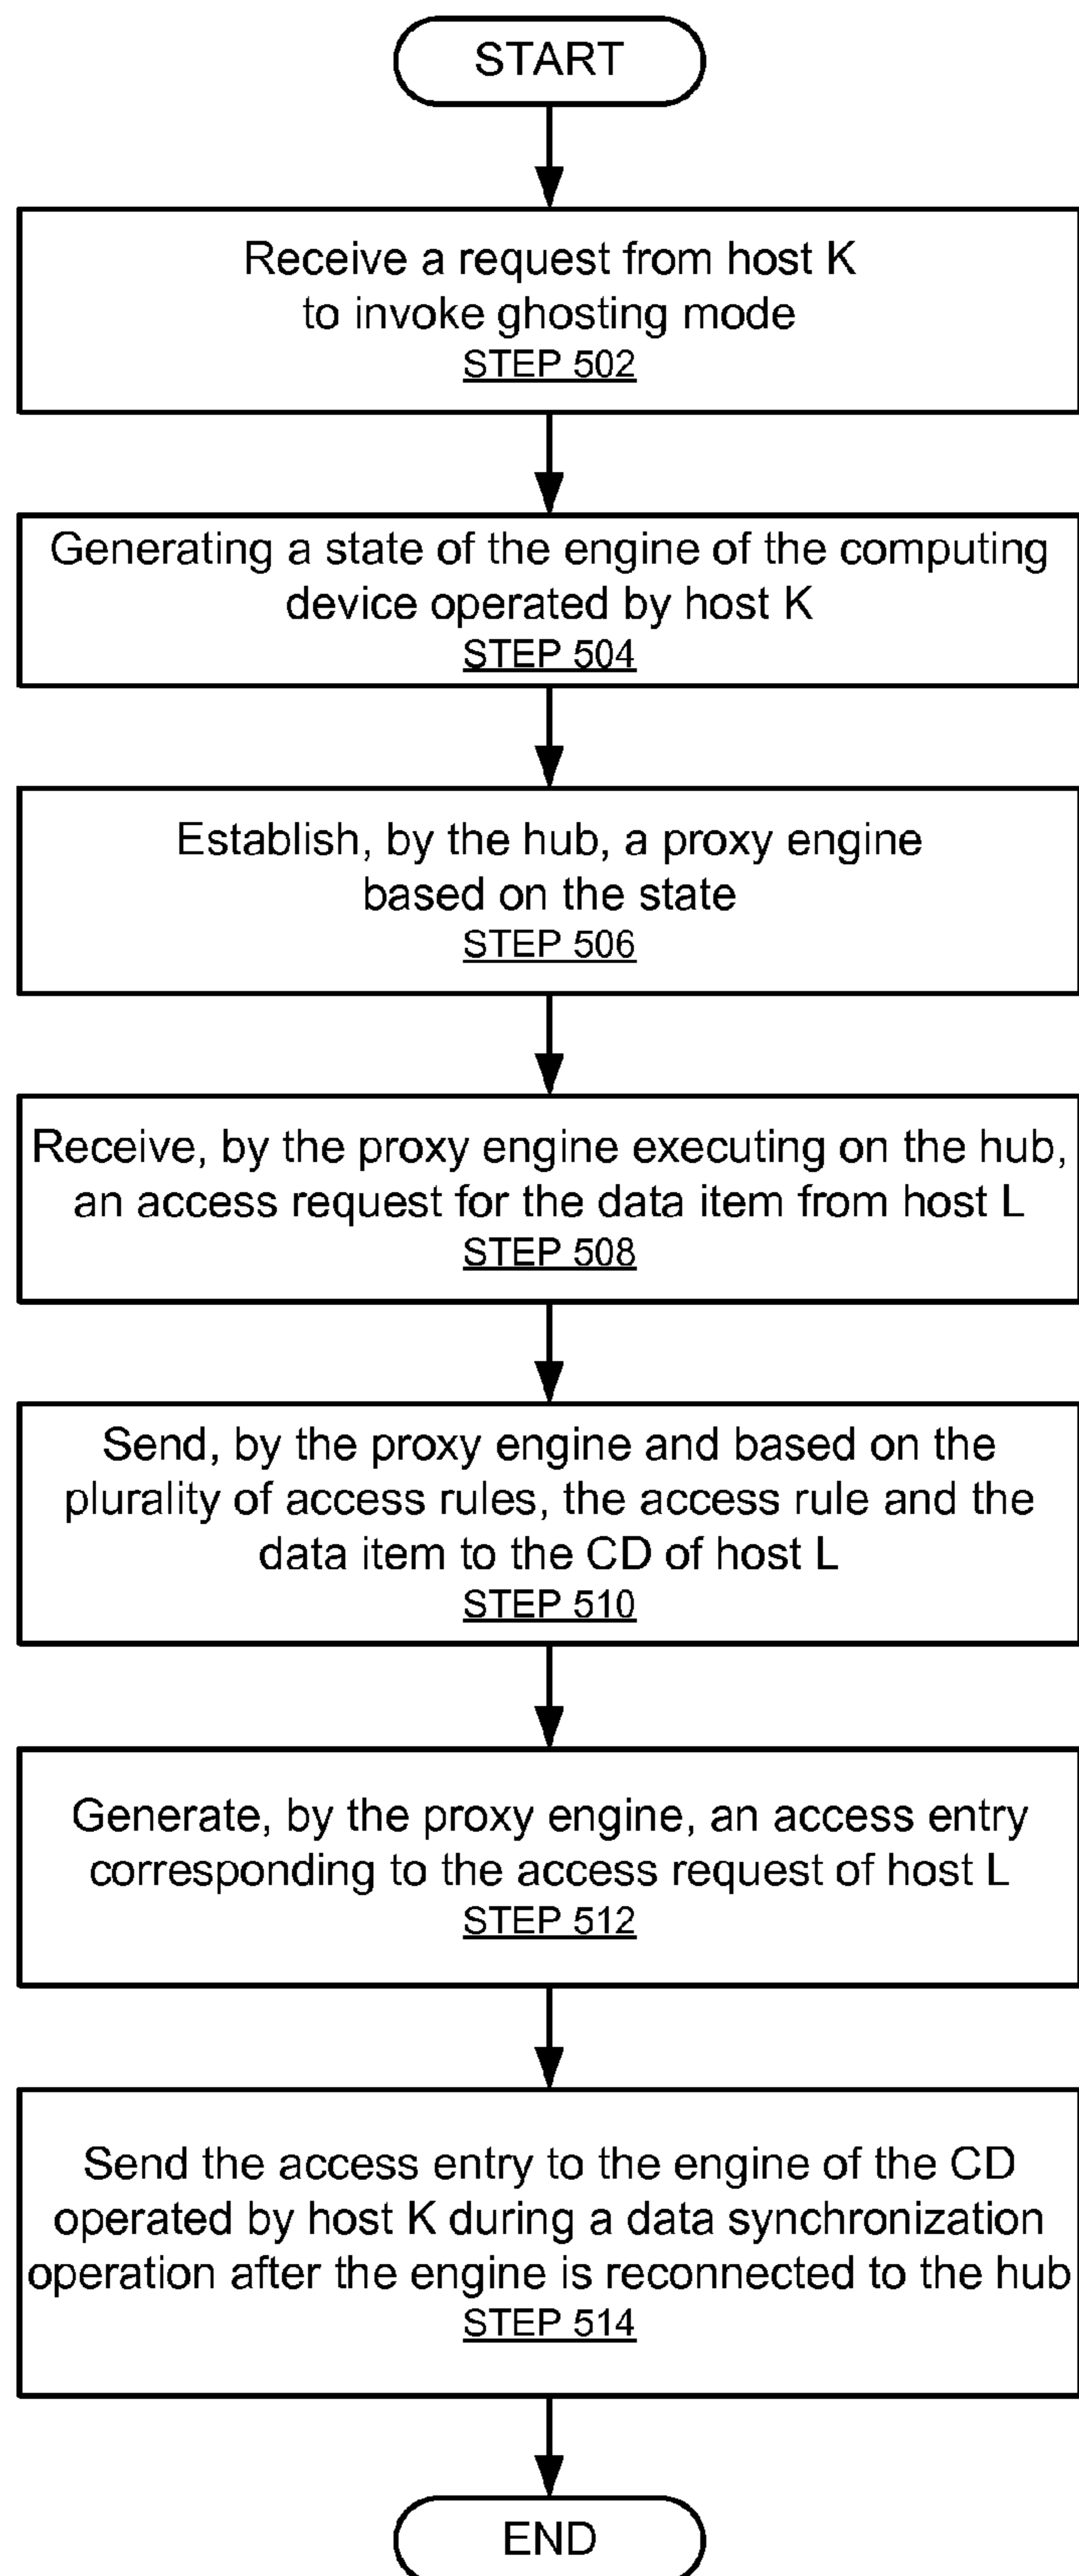 START
Receive a request from host K
to invoke ghosting mode
STEP 502
Generating a state of the engine of the computing
device operated by host K
STEP 504
Establish, by the hub, a proxy engine
based on the state
STEP 506
Receive, by the proxy engine executing on the hub,
an access request for the data item from host L
STEP 508
Send, by the proxy engine and based on the
plurality of access rules, the access rule and the
data item to the CD of host L
STEP 510
Generate, by the proxy engine, an access entry
corresponding to the access request of host L
STEP 512
Send the access entry to the engine of the CD
operated by host K during a data synchronization
operation after the engine is reconnected to the hub
STEP 514
END